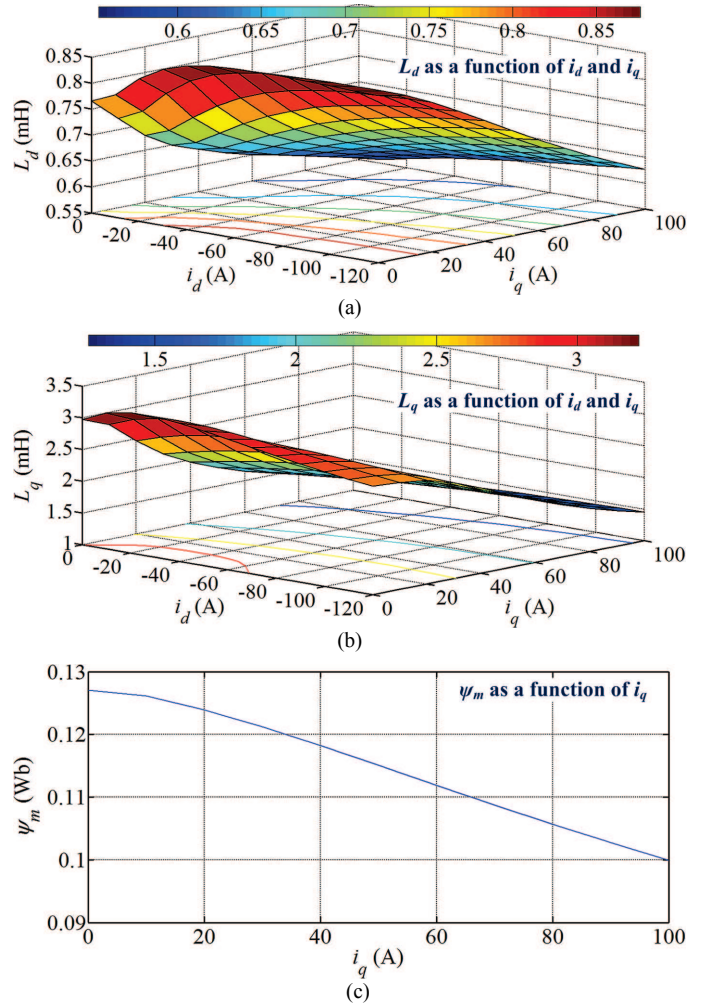 0.6 0.65 0.7 0.75 0.8 0.85
L_d as a function of i_d and i_q
L_d (mH)
0.85
0.8
0.75
0.7
0.65
0.6
0.55
0 -20 -40 -60 -80 -100 -120
i_d (A)
0 20 40 60 80 100
i_q (A)
(a)
1.5 2 2.5 3
L_q as a function of i_d and i_q
L_q (mH)
3.5
3
2.5
2
1.5
1
0 -20 -40 -60 -80 -100 -120
i_d (A)
0 20 40 60 80 100
i_q (A)
(b)
ψ_m as a function of i_q
ψ_m (Wb)
0.13
0.12
0.11
0.1
0.09
0 20 40 60 80 100
i_q (A)
(c)